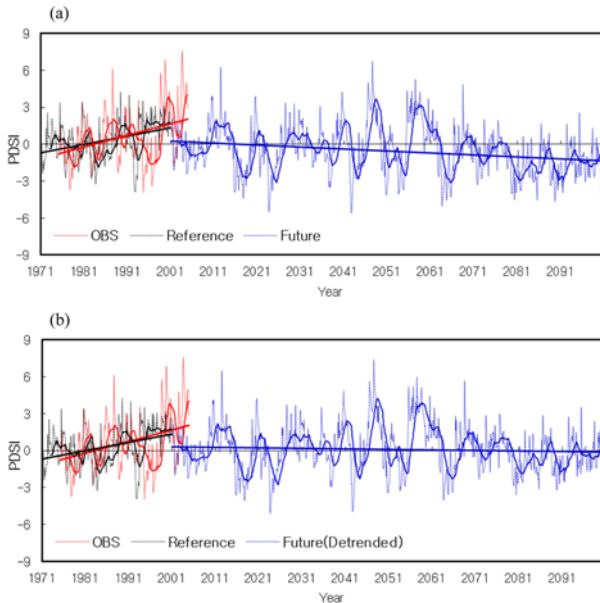 (a)
9
6
3
0
-3
-6
-9
PDSI
OBS Reference Future
1971 1981 1991 2001 2011 2021 2031 2041 2051 2061 2071 2081 2091
Year
(b)
9
6
3
0
-3
-6
-9
PDSI
OBS Reference Future(Detrended)
1971 1981 1991 2001 2011 2021 2031 2041 2051 2061 2071 2081 2091
Year